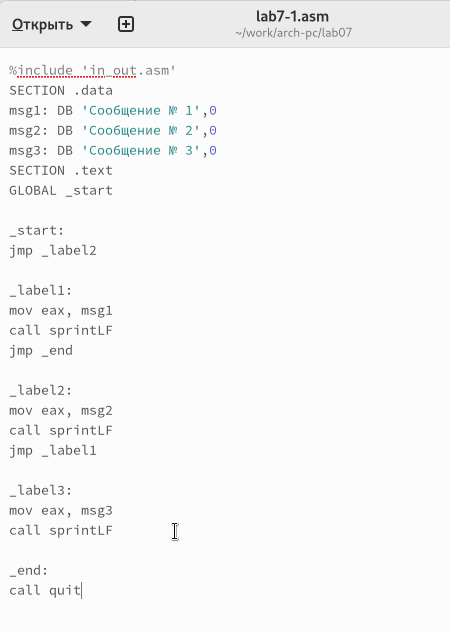 Открыть
lab7-1.asm
~/work/arch-pc/lab07
%include 'in_out.asm'
SECTION .data
msg1: DB 'Сообщение № 1',0
msg2: DB 'Сообщение № 2',0
msg3: DB 'Сообщение № 3',0
SECTION .text
GLOBAL _start
_start:
jmp _label2
_label1:
mov eax, msg1
call sprintLF
jmp _end
_label2:
mov eax, msg2
call sprintLF
jmp _label1
_label3:
mov eax, msg3
call sprintLF
_end:
call quit